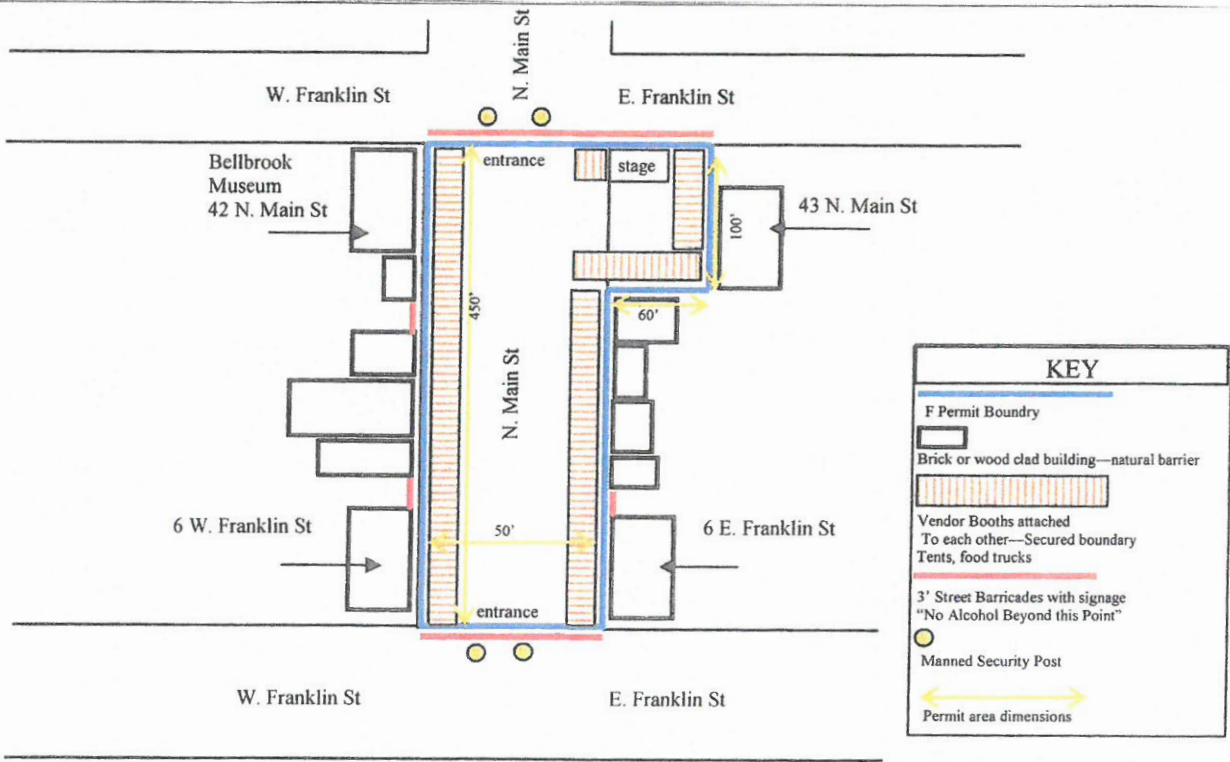 N. Main St
W. Franklin St
E. Franklin St
Bellbrook
Museum
42 N. Main St
entrance
stage
43 N. Main St
100'
450'
60'
N. Main St
6 W. Franklin St
50'
6 E. Franklin St
entrance
W. Franklin St
E. Franklin St
KEY
F Permit Boundry
Brick or wood clad building—natural barrier
Vendor Booths attached
To each other—Secured boundary
Tents, food trucks
3' Street Barricades with signage
"No Alcohol Beyond this Point"
Manned Security Post
Permit area dimensions